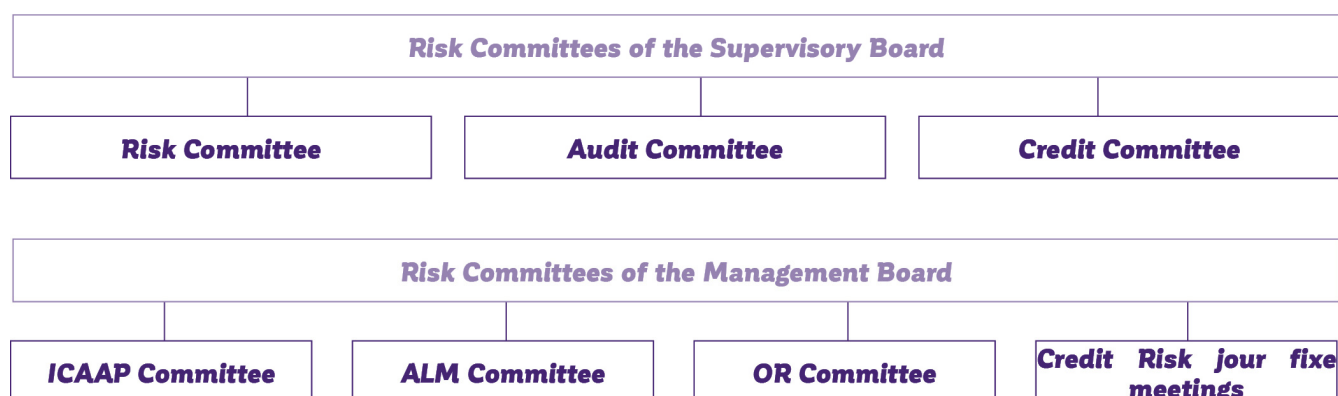 Risk Committees of the Supervisory Board
Risk Committee
Audit Committee
Credit Committee
Risk Committees of the Management Board
ICAAP Committee
ALM Committee
OR Committee
Credit Risk jour fixe
meetings